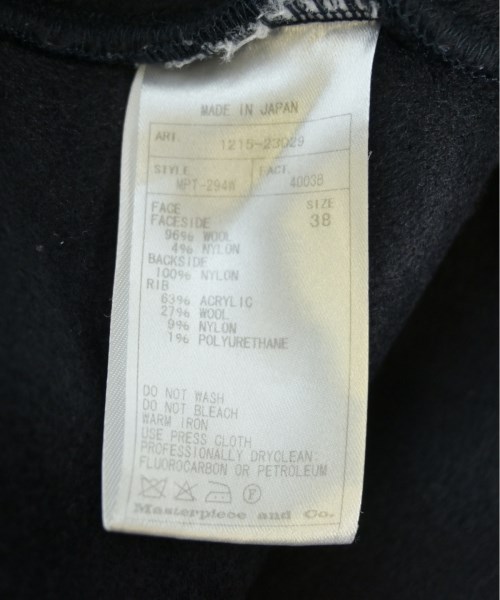 MADE IN JAPAN
ART. 1215-23029
STYLE FACT.
MPT-2948 40038
FACE SIZE
FACESIDE 38
96% WOOL
4% NYLON
BACKSIDE
100% NYLON
RIB
63% ACRYLIC
27% WOOL
9% NYLON
1% POLYURETHANE
DO NOT WASH
DO NOT BLEACH
WARM IRON
USE PRESS CLOTH
PROFESSIONALLY DRYCLEAN:
FLUOROCARBON OR PETROLEUM
F
Masterpiece and Co.